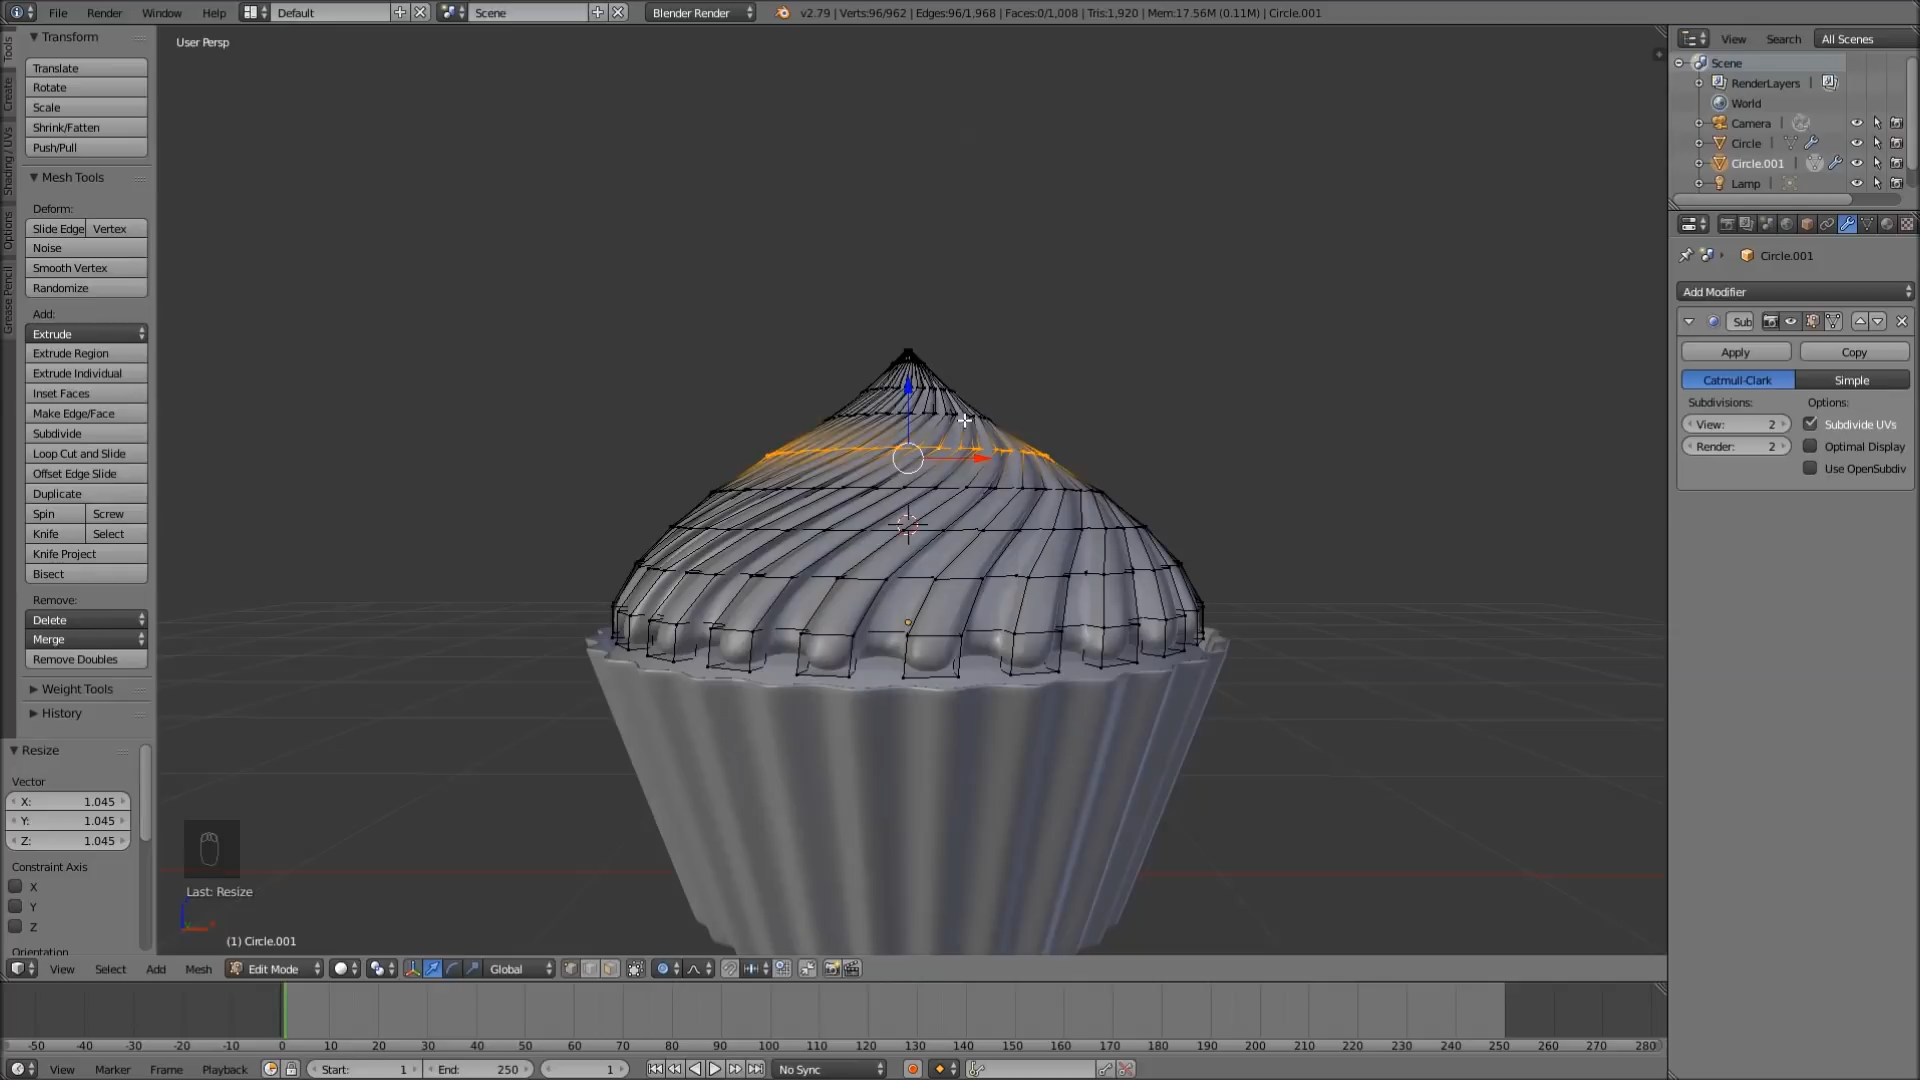 File Render Window Help Default Scene Blender Render v2.79 | Verts:96/962 | Edges:96/1,968 | Faces:0/1,008 | Tris:1,920 | Mem:17.56M (0.11M) | Circle.001
Tools
Create
Shading / UVs
Options
Grease Pencil
Transform
Translate
Rotate
Scale
Shrink/Fatten
Push/Pull
Mesh Tools
Deform:
Slide Edge Vertex
Noise
Smooth Vertex
Randomize
Add:
Extrude
Extrude Region
Extrude Individual
Inset Faces
Make Edge/Face
Subdivide
Loop Cut and Slide
Offset Edge Slide
Duplicate
Spin Screw
Knife Select
Knife Project
Bisect
Remove:
Delete
Merge
Remove Doubles
Weight Tools
History
Resize
Vector
X: 1.045
Y: 1.045
Z: 1.045
Constraint Axis
X
Y
Z
Orientation
User Persp
Last: Resize
(1) Circle.001
View Search All Scenes
Scene
RenderLayers
World
Camera
Circle
Circle.001
Lamp
Circle.001
Add Modifier
Sub
Apply Copy
Catmull-Clark Simple
Subdivisions: Options:
View: 2 Subdivide UVs
Render: 2 Optimal Display
Use OpenSubdiv
View Select Add Mesh Edit Mode Global
-50 -40 -30 -20 -10 0 10 20 30 40 50 60 70 80 90 100 110 120 130 140 150 160 170 180 190 200 210 220 230 240 250 260 270 280
View Marker Frame Playback Start: 1 End: 250 1 No Sync